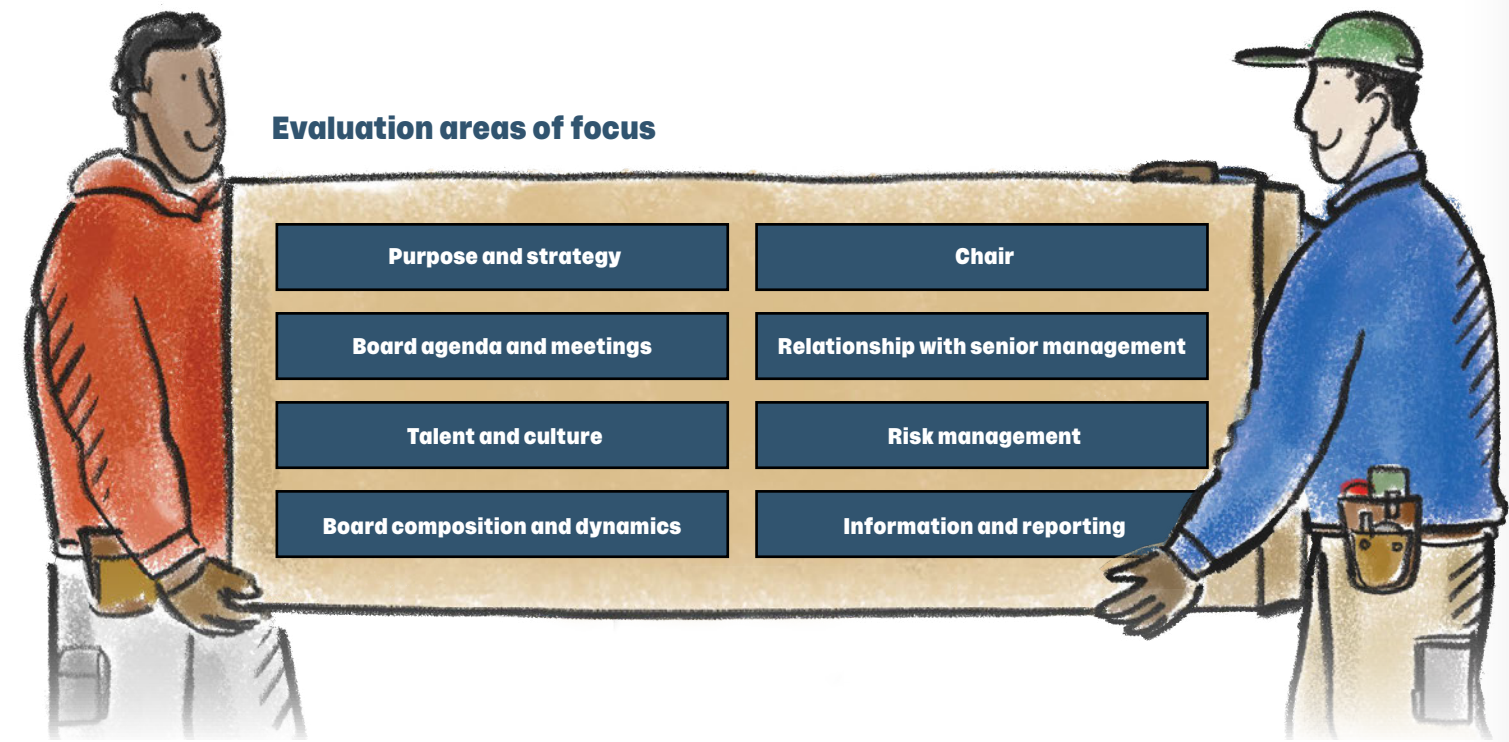 Evaluation areas of focus
Purpose and strategy
Chair
Board agenda and meetings
Relationship with senior management
Talent and culture
Risk management
Board composition and dynamics
Information and reporting